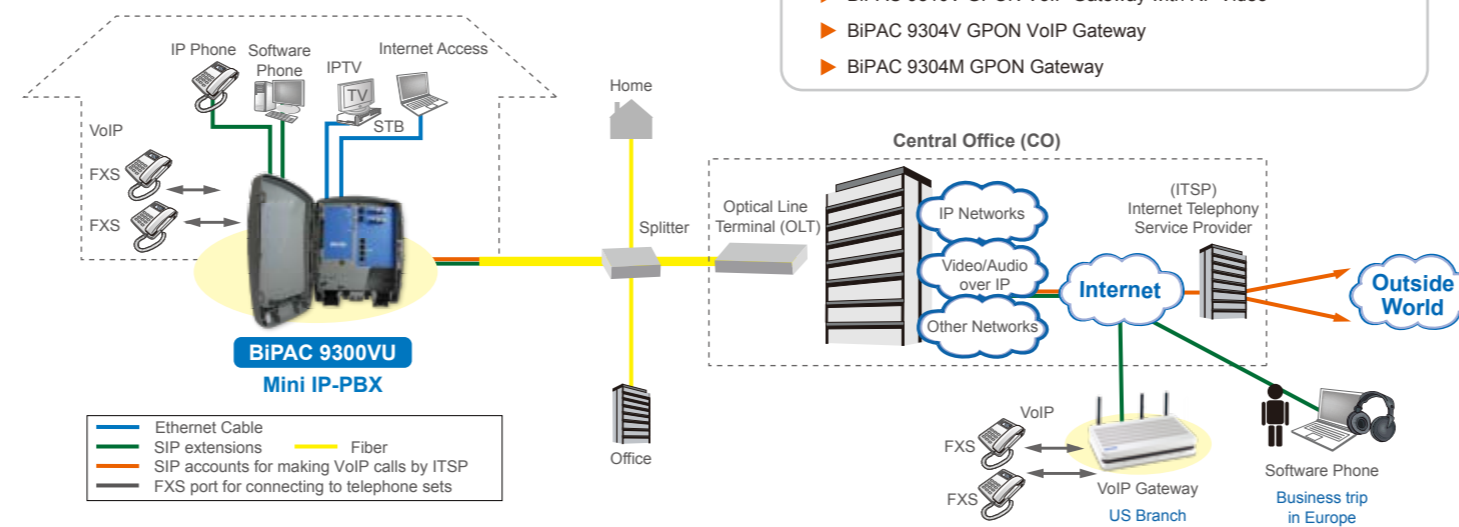 BiPAC 9304V GPON VoIP Gateway
BiPAC 9304M GPON Gateway
IP Phone
Software
Phone
IPTV
Internet Access
TV
STB
VoIP
FXS
FXS
BiPAC 9300VU
Mini IP-PBX
Home
Splitter
Office
Optical Line
Terminal (OLT)
Central Office (CO)
IP Networks
Video/Audio
over IP
Other Networks
Internet
(ITSP)
Internet Telephony
Service Provider
Outside
World
VoIP
FXS
FXS
VoIP Gateway
US Branch
Software Phone
Business trip
in Europe
Ethernet Cable
SIP extensions
Fiber
SIP accounts for making VoIP calls by ITSP
FXS port for connecting to telephone sets